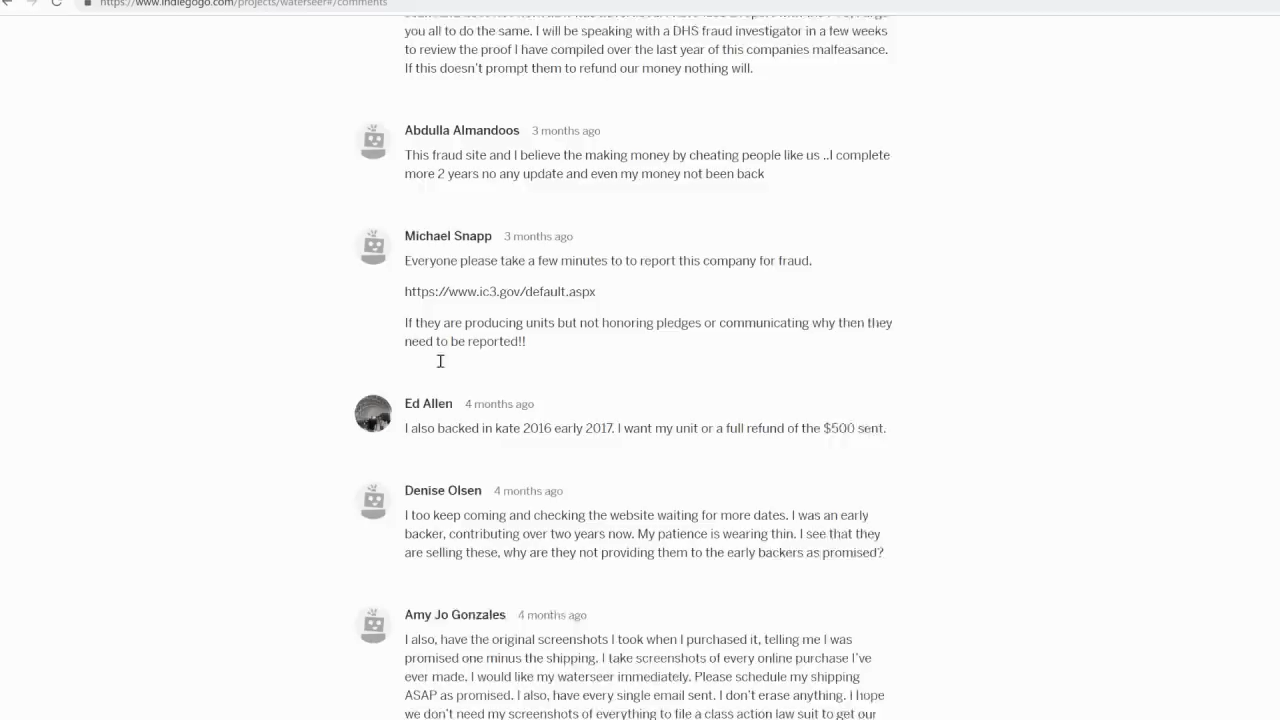 https://www.indiegogo.com/projects/waterseer#/comments
you all to do the same. I will be speaking with a DHS fraud investigator in a few weeks
to review the proof I have compiled over the last year of this companies malfeasance.
If this doesn't prompt them to refund our money nothing will.
Abdulla Almandoos 3 months ago
This fraud site and I believe the making money by cheating people like us ..I complete
more 2 years no any update and even my money not been back
Michael Snapp 3 months ago
Everyone please take a few minutes to to report this company for fraud.
https://www.ic3.gov/default.aspx
If they are producing units but not honoring pledges or communicating why then they
need to be reported!!
Ed Allen 4 months ago
I also backed in kate 2016 early 2017. I want my unit or a full refund of the $500 sent.
Denise Olsen 4 months ago
I too keep coming and checking the website waiting for more dates. I was an early
backer, contributing over two years now. My patience is wearing thin. I see that they
are selling these, why are they not providing them to the early backers as promised?
Amy Jo Gonzales 4 months ago
I also, have the original screenshots I took when I purchased it, telling me I was
promised one minus the shipping. I take screenshots of every online purchase I've
ever made. I would like my waterseer immediately. Please schedule my shipping
ASAP as promised. I also, have every single email sent. I don't erase anything. i hope
we don't need my screenshots of everything to file a class action law suit to get our